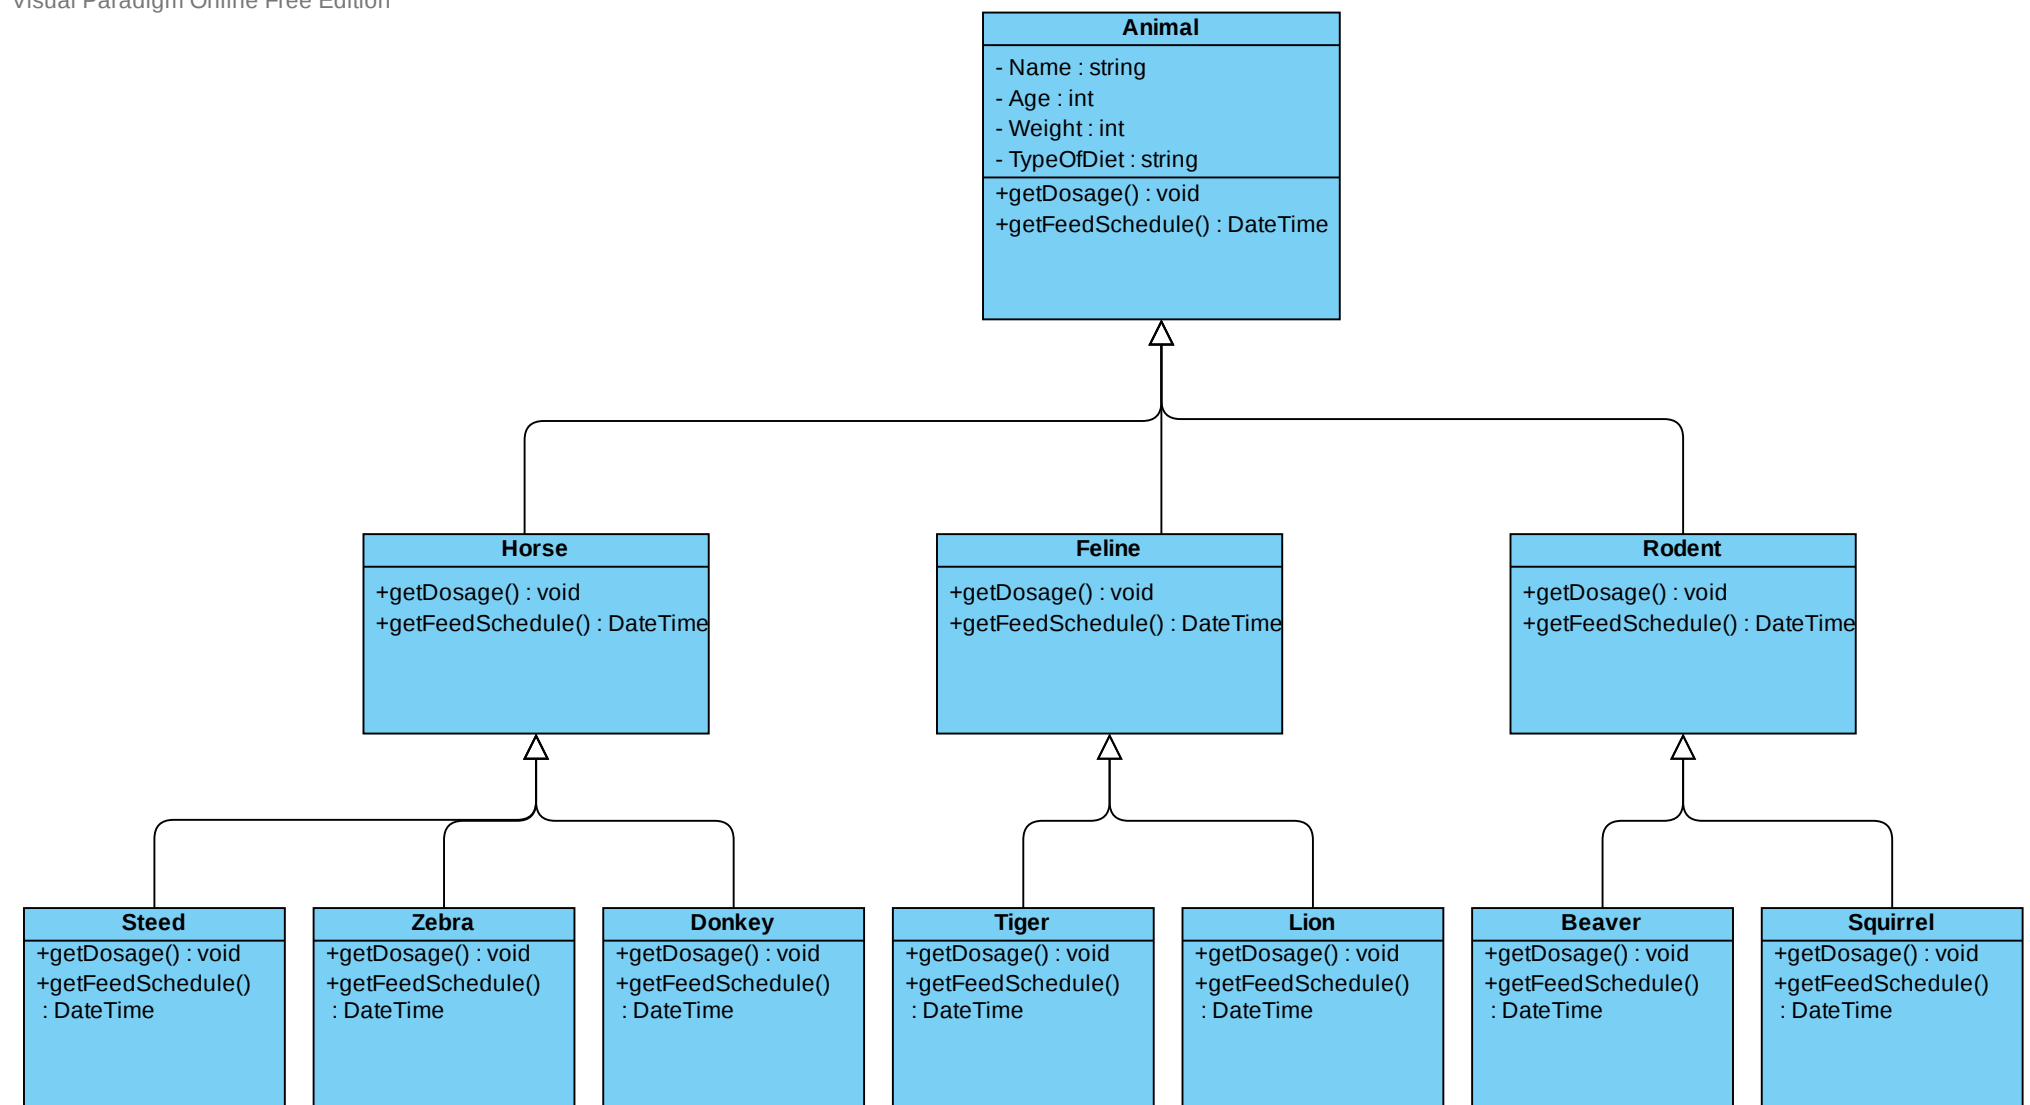 Visual Paradigm Online Free Edition
Animal
- Name : string
- Age : int
- Weight : int
- TypeOfDiet : string
+getDosage() : void
+getFeedSchedule() : DateTime
Horse
+getDosage() : void
+getFeedSchedule() : DateTime
Feline
+getDosage() : void
+getFeedSchedule() : DateTime
Rodent
+getDosage() : void
+getFeedSchedule() : DateTime
Steed
+getDosage() : void
+getFeedSchedule()
: DateTime
Zebra
+getDosage() : void
+getFeedSchedule()
: DateTime
Donkey
+getDosage() : void
+getFeedSchedule()
: DateTime
Tiger
+getDosage() : void
+getFeedSchedule()
: DateTime
Lion
+getDosage() : void
+getFeedSchedule()
: DateTime
Beaver
+getDosage() : void
+getFeedSchedule()
: DateTime
Squirrel
+getDosage() : void
+getFeedSchedule()
: DateTime